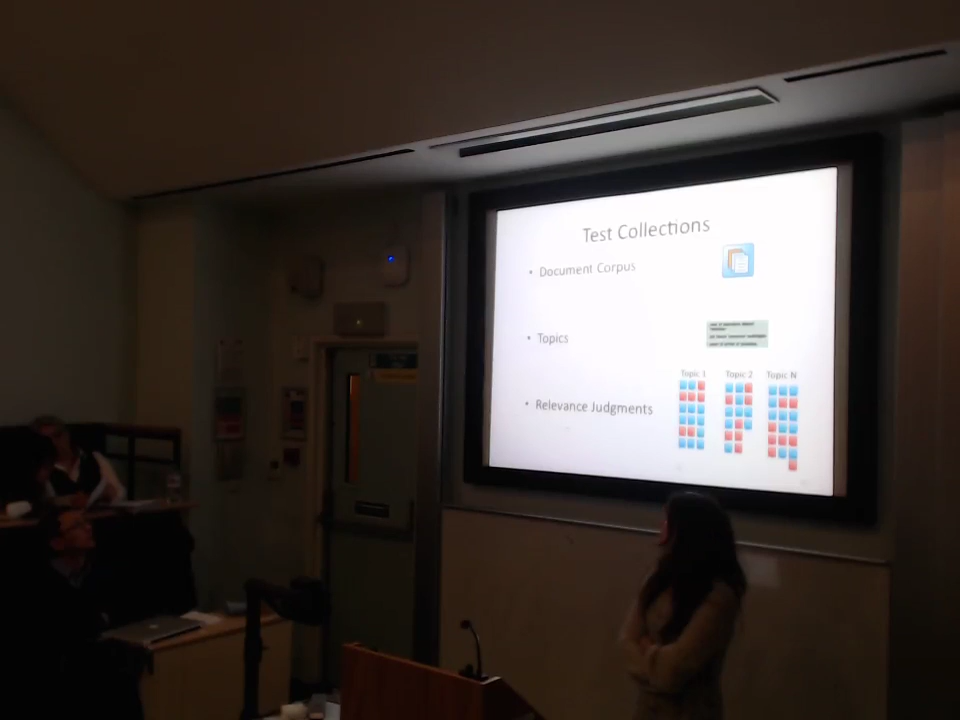 Test Collections
• Document Corpus
• Topics
• Relevance Judgments
Topic 1 Topic 2 Topic N